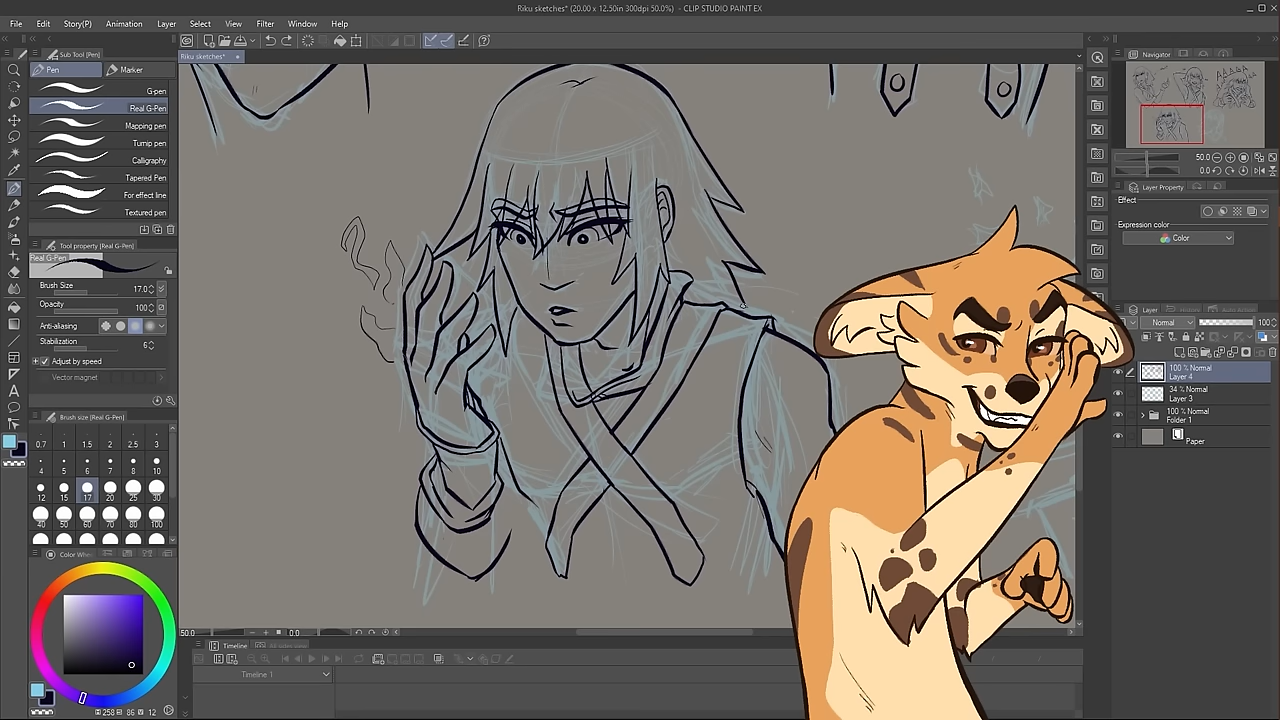 Riku sketches* (20.00 x 12.50in 300dpi 50.0%) - CLIP STUDIO PAINT EX
File Edit Story(P) Animation Layer Select View Filter Window Help
Sub Tool [Pen]
Riku sketches*
Navigator
Pen Marker
G-pen
Real G-Pen
Mapping pen
Turnip pen
Calligraphy
Tapered Pen
For effect line
Textured pen
50.0
0.0
Layer Property
Effect
Expression color
Color
Tool property [Real G-Pen]
Real G-Pen
Brush Size 17.0
Opacity 100
Anti-aliasing
Stabilization 6
Adjust by speed
Vector magnet
Layer
Normal 100
100 % Normal
Layer 4
34 % Normal
Layer 3
100 % Normal
Folder 1
Paper
Brush size [Real G-Pen]
0.7 1 1.5 2 2.5 3
4 5 6 7 8 10
12 15 17 20 25 30
40 50 60 70 80 100
Color Whe
50.0 0.0
Timeline
Timeline 1
258 86 V 12